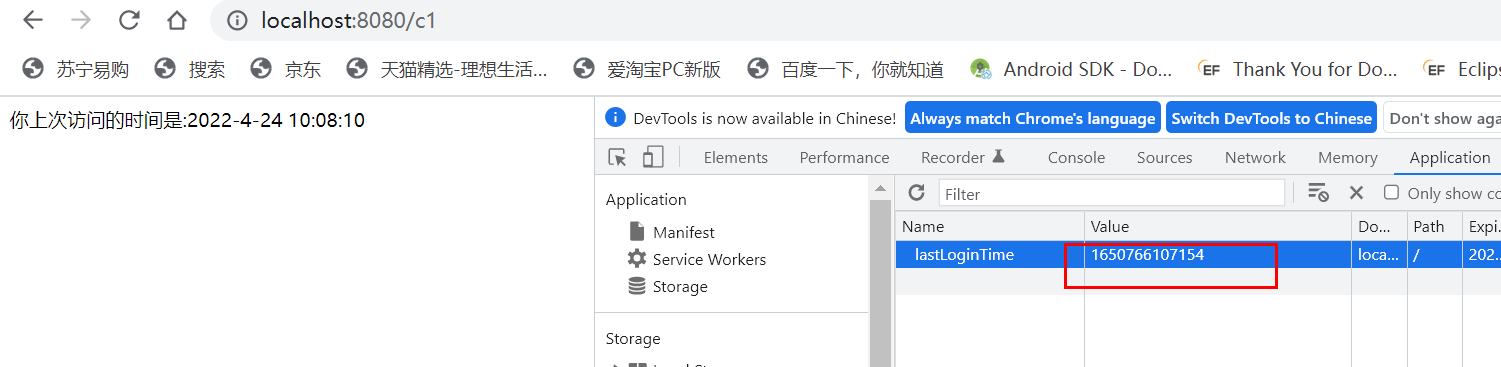 localhost:8080/c1
苏宁易购 搜索 京东 天猫精选-理想生活... 爱淘宝PC新版 百度一下，你就知道 Android SDK - Do... EF Thank You for Do... EF Eclips
你上次访问的时间是:2022-4-24 10:08:10
DevTools is now available in Chinese! Always match Chrome's language Switch DevTools to Chinese Don't show aga
Elements Performance Recorder Console Sources Network Memory Application
Application
Manifest
Service Workers
Storage
Storage
Filter Only show co
Name Value Do... Path Expi.
lastLoginTime 1650766107154 loca... / 202...